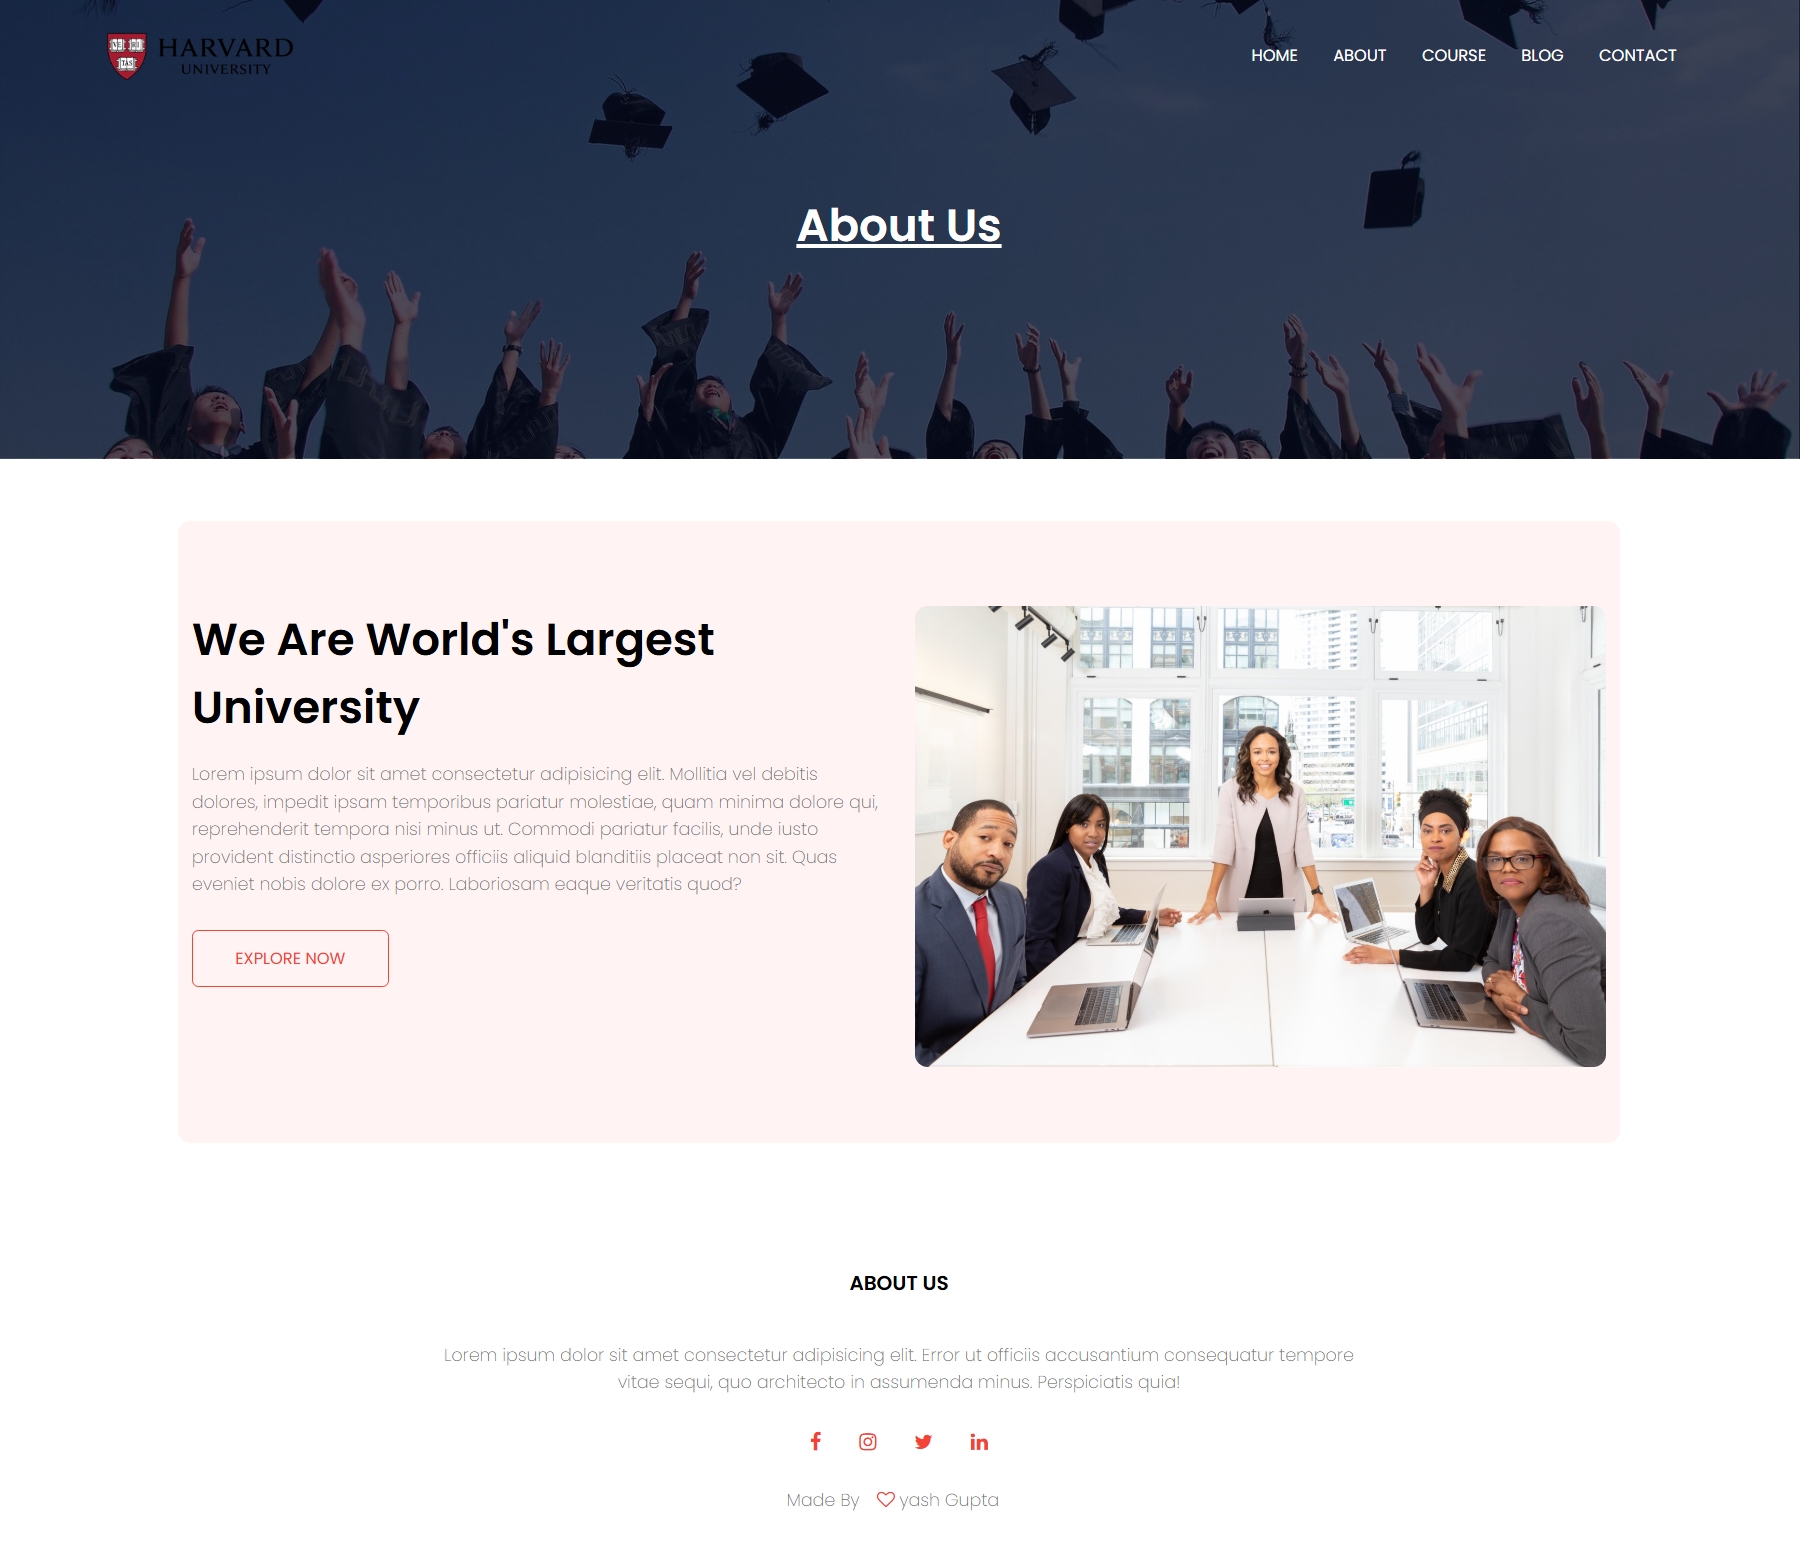 HARVARD
UNIVERSITY
HOME ABOUT COURSE BLOG CONTACT
About Us
We Are World's Largest
University
Lorem ipsum dolor sit amet consectetur adipisicing elit. Mollitia vel debitis
dolores, impedit ipsam temporibus pariatur molestiae, quam minima dolore qui,
reprehenderit tempora nisi minus ut. Commodi pariatur facilis, unde iusto
provident distinctio asperiores officiis aliquid blanditiis placeat non sit. Quas
eveniet nobis dolore ex porro. Laboriosam eaque veritatis quod?
EXPLORE NOW
ABOUT US
Lorem ipsum dolor sit amet consectetur adipisicing elit. Error ut officiis accusantium consequatur tempore
vitae sequi, quo architecto in assumenda minus. Perspiciatis quia!
Made By yash Gupta